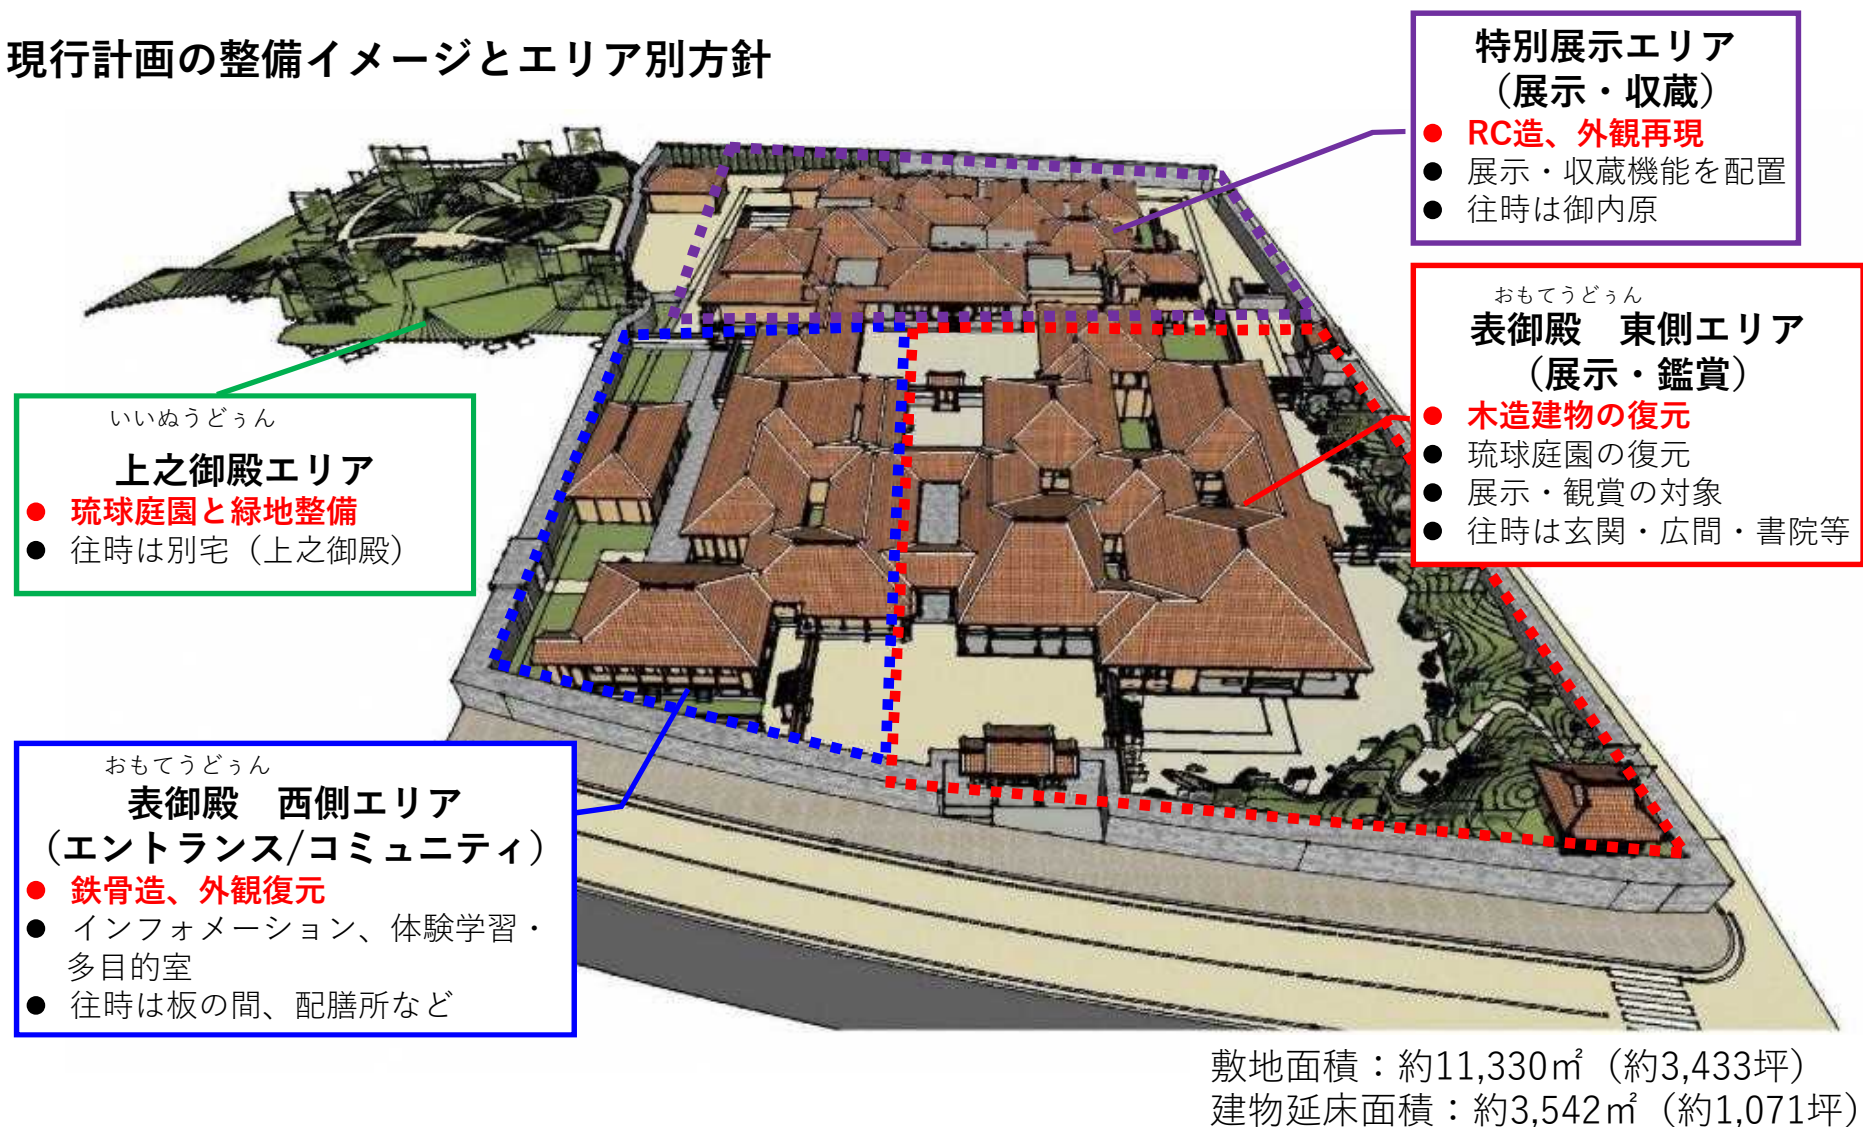 現行計画の整備イメージとエリア別方針
特別展示エリア
（展示・収蔵）
● RC造、外観再現
● 展示・収蔵機能を配置
● 往時は御内原
おもてうどぅん
表御殿　東側エリア
（展示・鑑賞）
● 木造建物の復元
● 琉球庭園の復元
● 展示・観賞の対象
● 往時は玄関・広間・書院等
いいぬうどぅん
上之御殿エリア
● 琉球庭園と緑地整備
● 往時は別宅（上之御殿）
おもてうどぅん
表御殿　西側エリア
（エントランス/コミュニティ）
● 鉄骨造、外観復元
● インフォメーション、体験学習・
多目的室
● 往時は板の間、配膳所など
敷地面積：約11,330㎡（約3,433坪）
建物延床面積：約3,542㎡（約1,071坪）